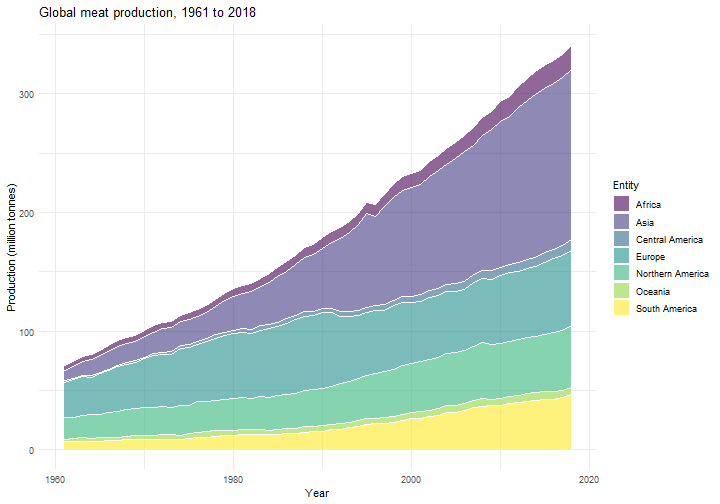 Global meat production, 1961 to 2018
Production (million tonnes)
300
200
100
0
1960
1980
2000
2020
Year
Entity
Africa
Asia
Central America
Europe
Northern America
Oceania
South America